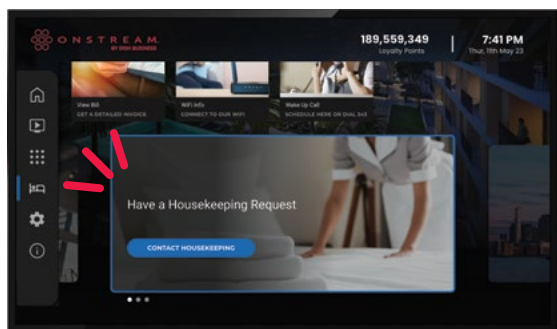 ONSTREAM.
BY DISH BUSINESS
189,559,349
Loyalty Points
7:41 PM
Thur, 11th May 23
View Bill
GET A DETAILED INVOICE
WiFi Info
CONNECT TO OUR WIFI
Wake Up Call
SCHEDULE HERE OR DIAL 343
Have a Housekeeping Request
CONTACT HOUSEKEEPING